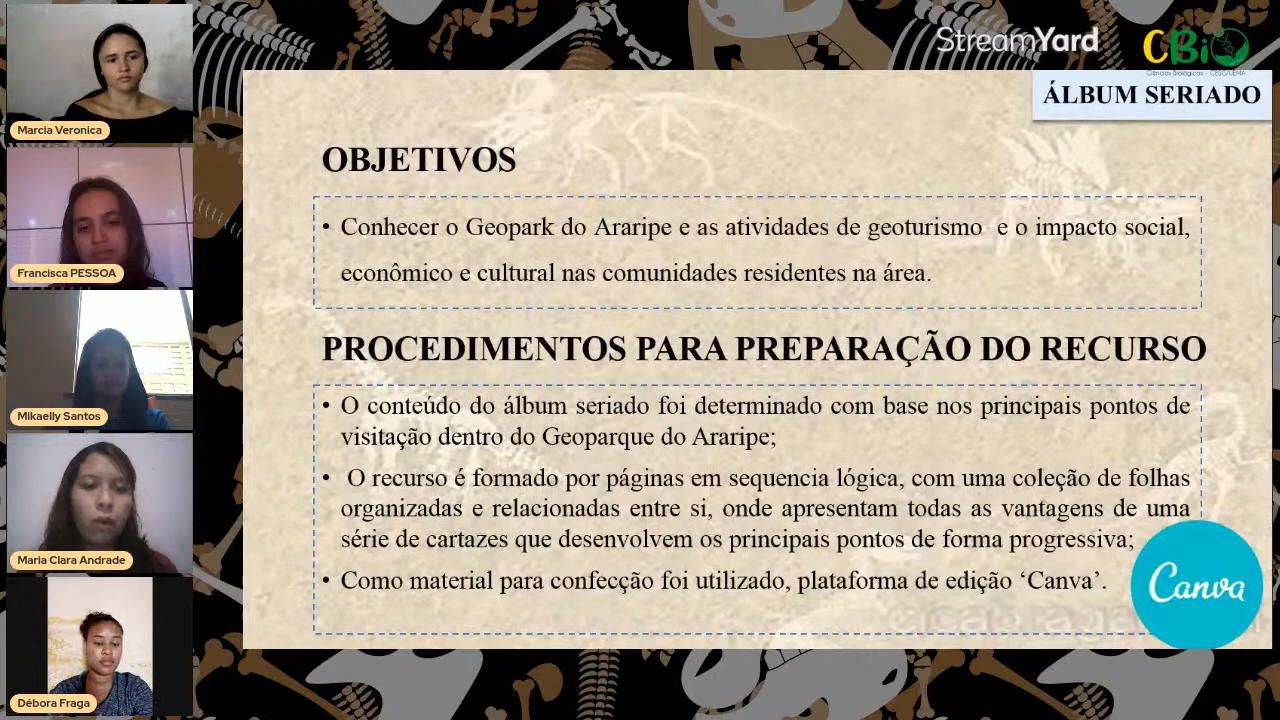 StreamYard
CBiO
Ciências Biológicas - CESC/UEMA
ÁLBUM SERIADO
OBJETIVOS
• Conhecer o Geopark do Araripe e as atividades de geoturismo e o impacto social,
econômico e cultural nas comunidades residentes na área.
PROCEDIMENTOS PARA PREPARAÇÃO DO RECURSO
• O conteúdo do álbum seriado foi determinado com base nos principais pontos de
visitação dentro do Geoparque do Araripe;
• O recurso é formado por páginas em sequencia lógica, com uma coleção de folhas
organizadas e relacionadas entre si, onde apresentam todas as vantagens de uma
série de cartazes que desenvolvem os principais pontos de forma progressiva;
• Como material para confecção foi utilizado, plataforma de edição ‘Canva’.
Canva
Marcia Veronica
Francisca PESSOA
Mikaelly Santos
Maria Clara Andrade
Débora Fraga